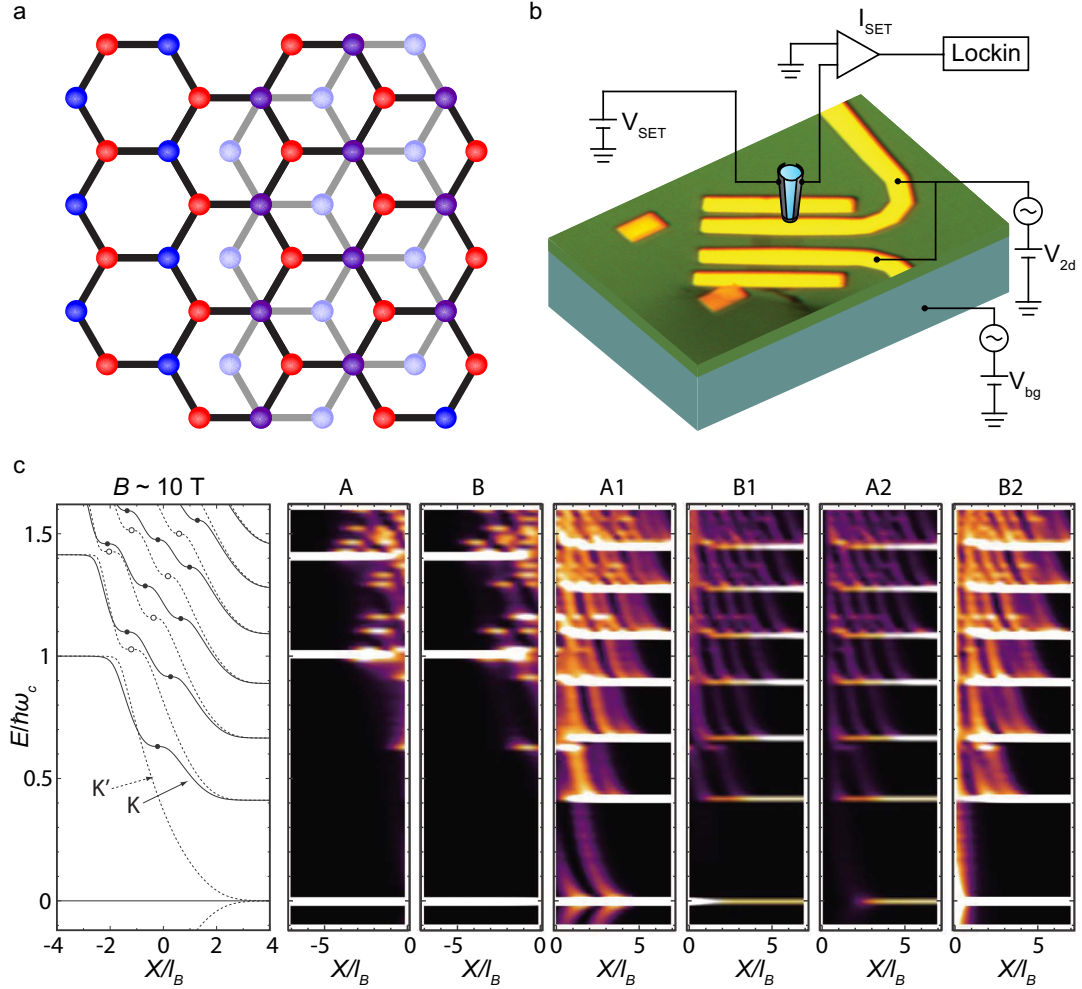 a
b
I_SET
Lockin
V_SET
V_2d
V_bg
c
B ~ 10 T
A
B
A1
B1
A2
B2
E/ħω_c
1.5
1
0.5
0
K'
K
-4 -2 0 2 4
-5 0
-5 0
0 5
0 5
0 5
0 5
X/l_B
X/l_B
X/l_B
X/l_B
X/l_B
X/l_B
X/l_B